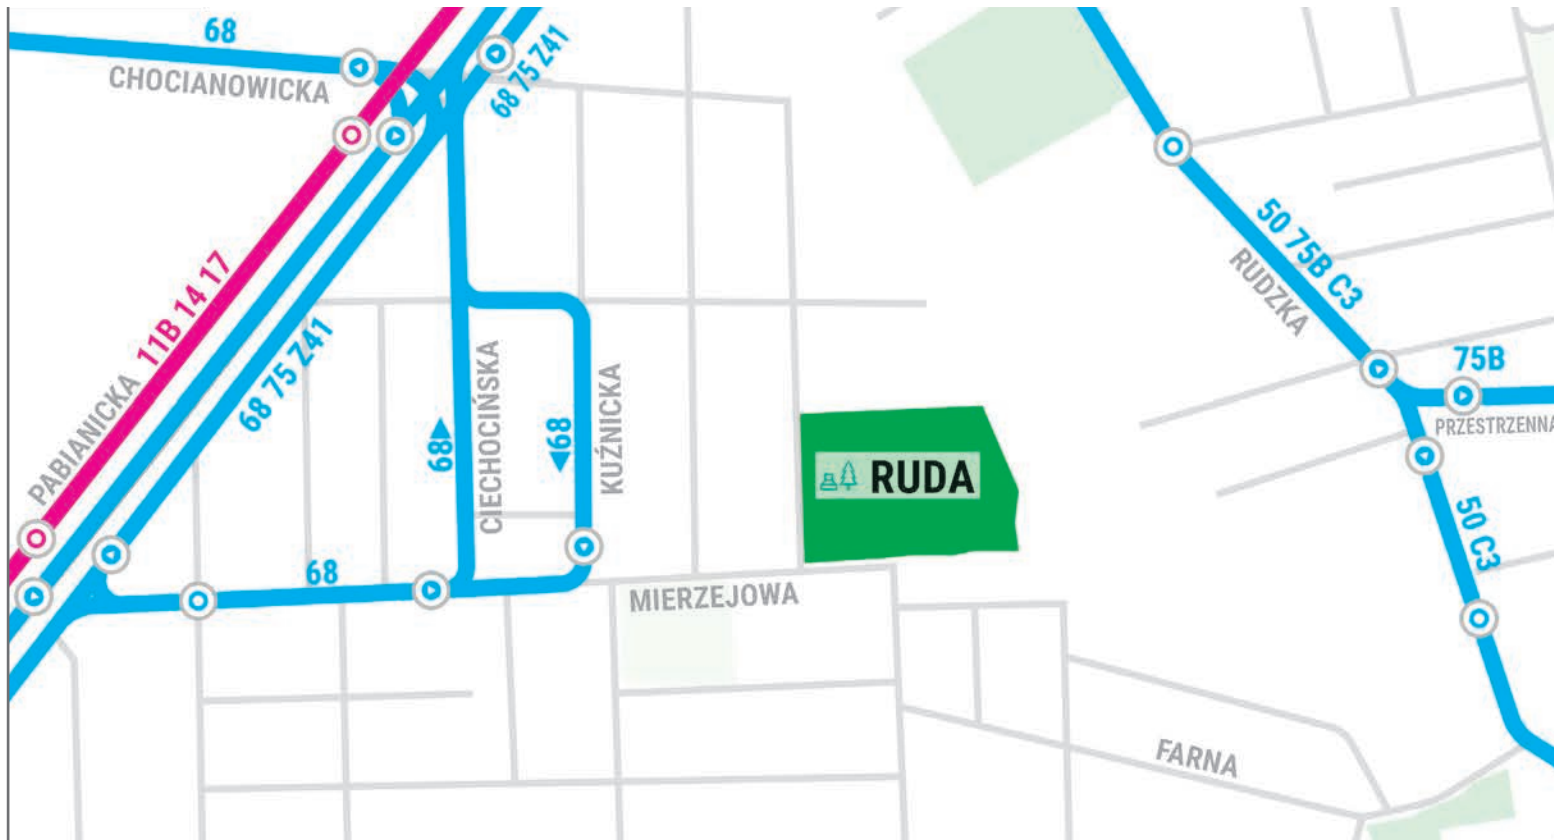 68
CHOCIANOWICKA
68 75 Z41
50 75B C3
RUDZKA
11B 14 17
PABIANICKA
68 75 Z41
68
CIECHOCIŃSKA
68
KUŹNICKA
75B
PRZESTRZENNA
RUDA
50 C3
68
MIERZEJOWA
FARNA